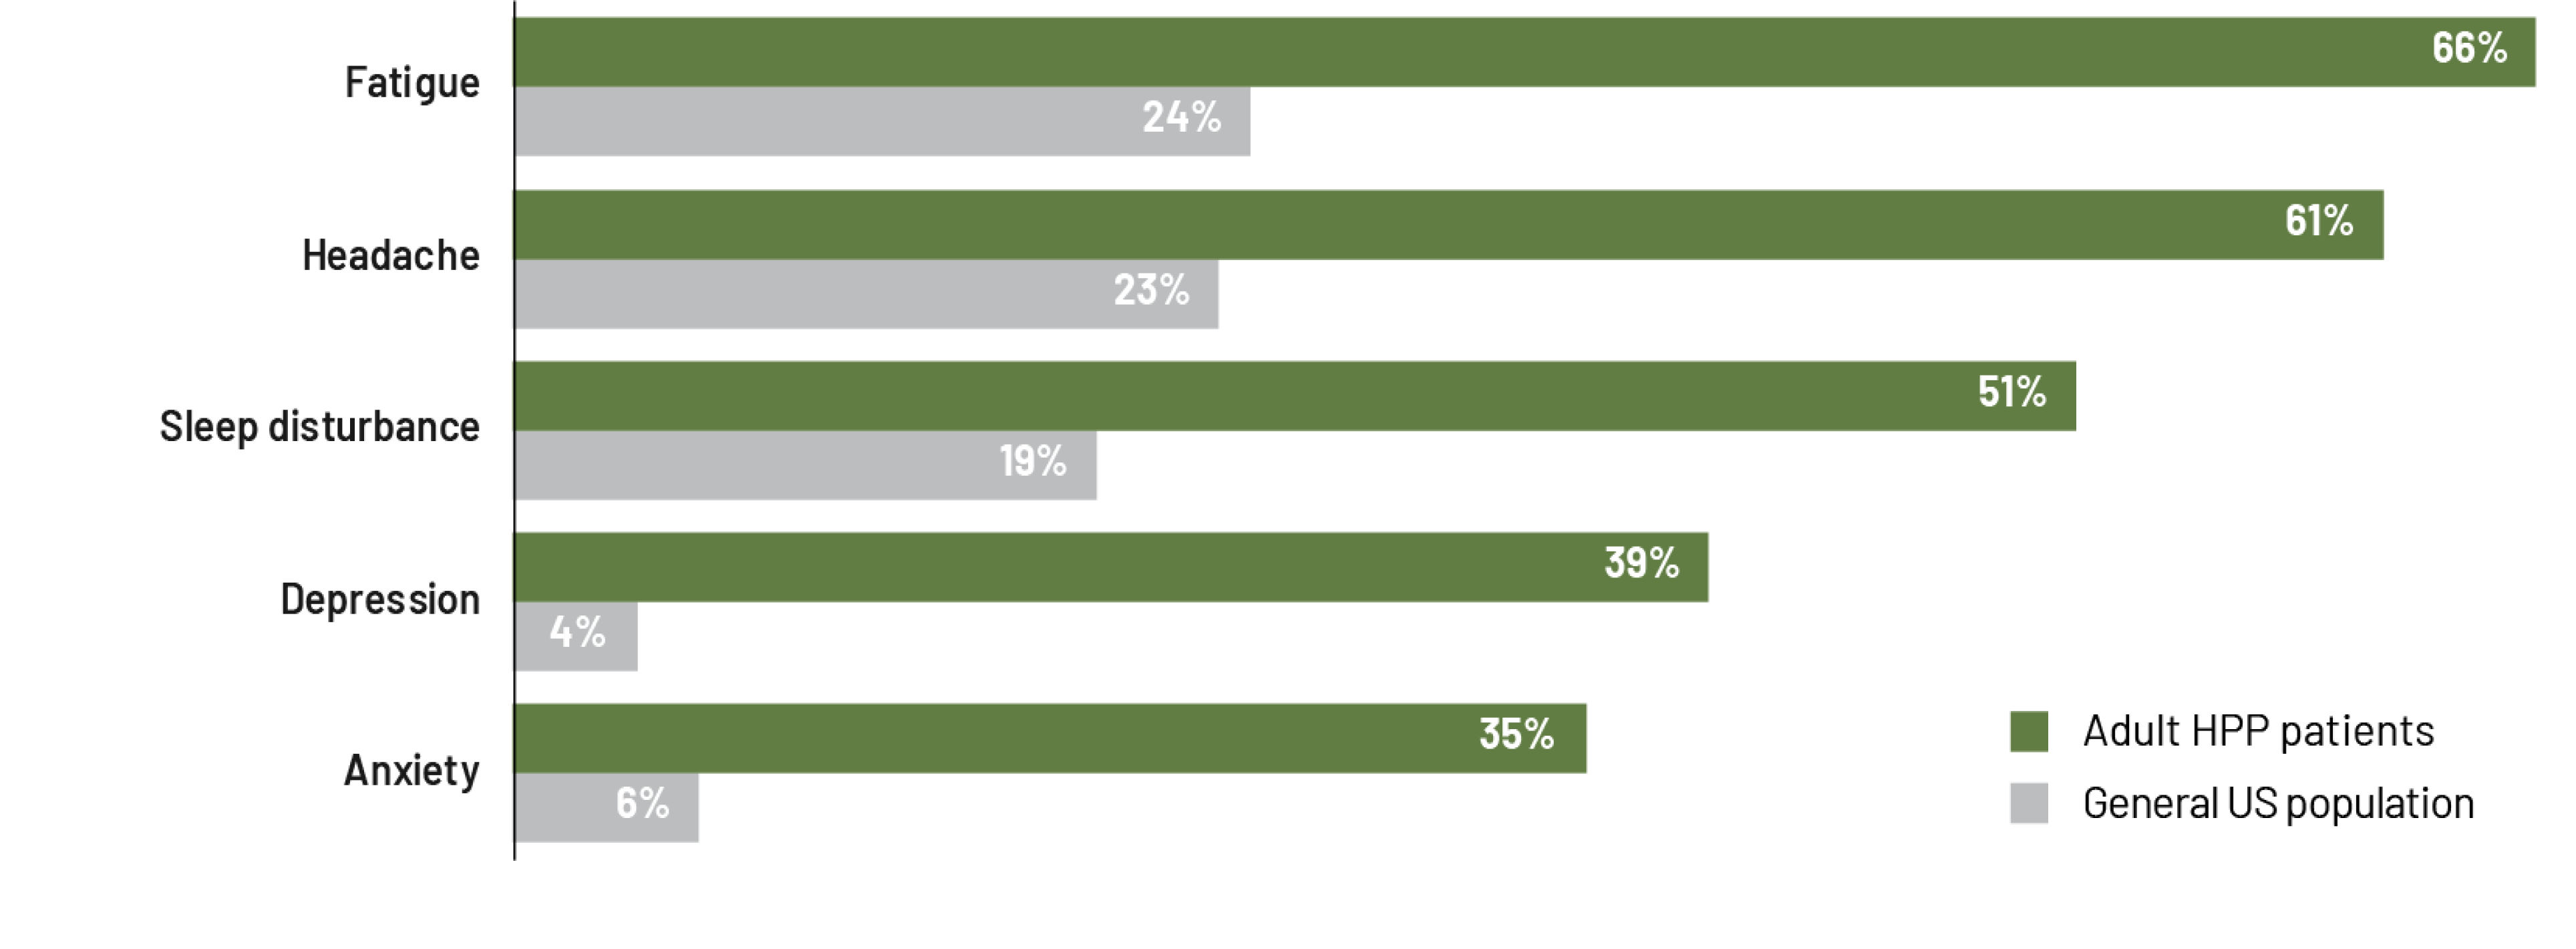 Fatigue
66%
24%
Headache
61%
23%
Sleep disturbance
51%
19%
Depression
39%
4%
Anxiety
35%
6%
Adult HPP patients
General US population